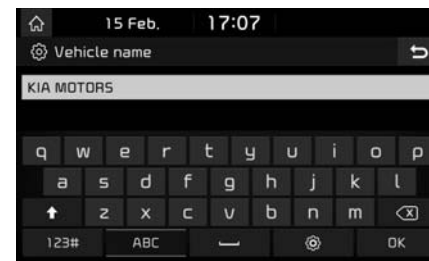 15 Feb. 17:07
Vehicle name
KIA MOTORS
q w e r t y u i o p
a s d f g h j k l
z x c v b n m
123# ABC OK